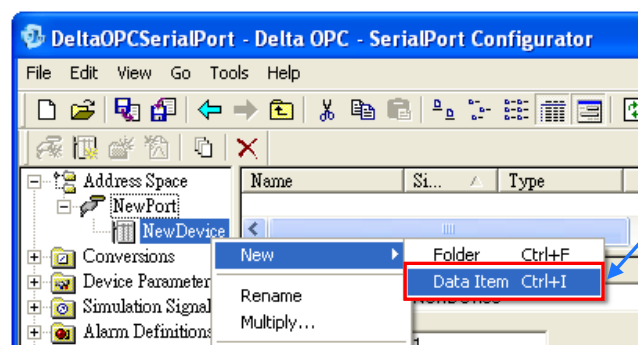 DeltaOPCSerialPort - Delta OPC - SerialPort Configurator
File Edit View Go Tools Help
Address Space
Name Si... Type
NewPort
NewDevice
Conversions
New
Folder Ctrl+F
Device Parameter
Data Item Ctrl+I
Rename
Simulation Signal
Multiply...
Alarm Definitions
1